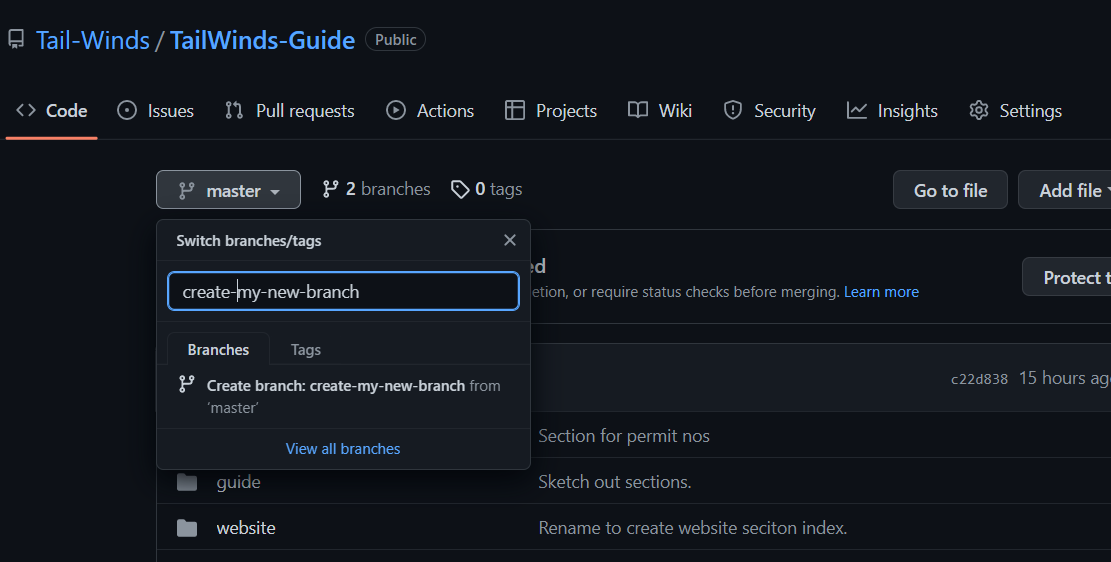 Tail-Winds / TailWinds-Guide Public
Code Issues Pull requests Actions Projects Wiki Security Insights Settings
master 2 branches 0 tags Go to file Add file
Switch branches/tags
create-my-new-branch
or require status checks before merging. Learn more
Protect
Branches Tags
Create branch: create-my-new-branch from
'master'
View all branches
c22d838 15 hours
Section for permit nos
guide Sketch out sections.
website Rename to create website seciton index.